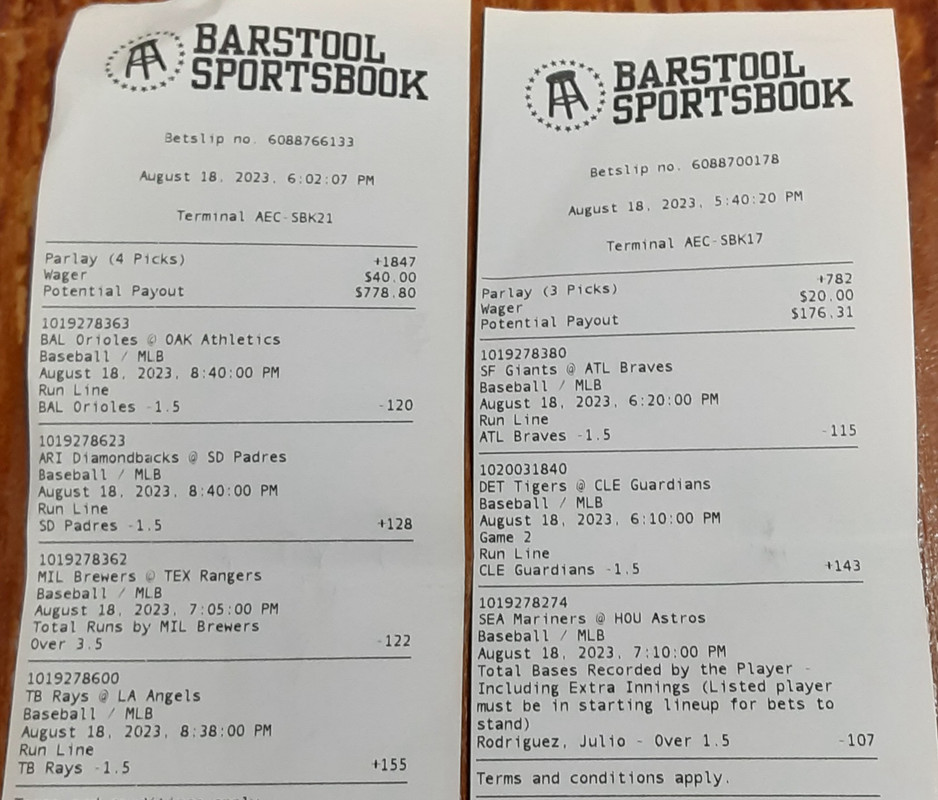 BARSTOOL
SPORTSBOOK
Betslip no. 6088766133
August 18, 2023, 6:02:07 PM
Terminal AEC-SBK21
Parlay (4 Picks) +1847
Wager $40.00
Potential Payout $778.80
1019278363
BAL Orioles @ OAK Athletics
Baseball / MLB
August 18, 2023, 8:40:00 PM
Run Line
BAL Orioles -1.5 -120
1019278623
ARI Diamondbacks @ SD Padres
Baseball / MLB
August 18, 2023, 8:40:00 PM
Run Line
SD Padres -1.5 +128
1019278362
MIL Brewers @ TEX Rangers
Baseball / MLB
August 18, 2023, 7:05:00 PM
Total Runs by MIL Brewers
Over 3.5 -122
1019278600
TB Rays @ LA Angels
Baseball / MLB
August 18, 2023, 8:38:00 PM
Run Line
TB Rays -1.5 +155
BARSTOOL
SPORTSBOOK
Betslip no. 6088700178
August 18, 2023, 5:40:20 PM
Terminal AEC-SBK17
Parlay (3 Picks) +782
Wager $20.00
Potential Payout $176.31
1019278380
SF Giants @ ATL Braves
Baseball / MLB
August 18, 2023, 6:20:00 PM
Run Line
ATL Braves -1.5 -115
1020031840
DET Tigers @ CLE Guardians
Baseball / MLB
August 18, 2023, 6:10:00 PM
Game 2
Run Line
CLE Guardians -1.5 +143
1019278274
SEA Mariners @ HOU Astros
Baseball / MLB
August 18, 2023, 7:10:00 PM
Total Bases Recorded by the Player -
Including Extra Innings (Listed player
must be in starting lineup for bets to
stand)
Rodriguez, Julio - Over 1.5 -107
Terms and conditions apply.